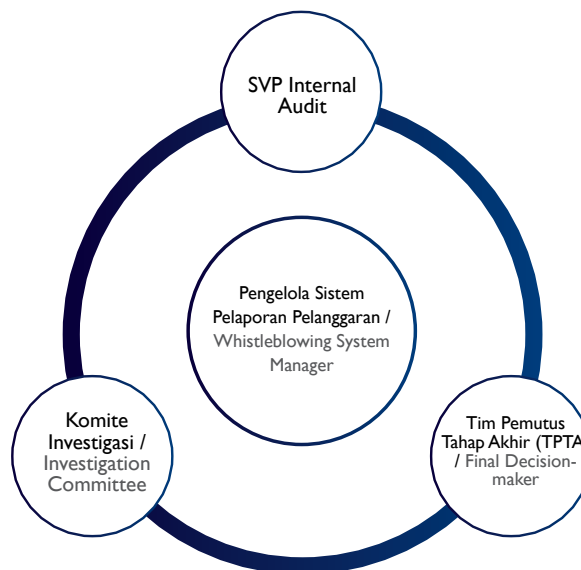 SVP Internal
Audit
Pengelola Sistem
Pelaporan Pelanggaran /
Whistleblowing System
Manager
Komite
Investigasi /
Investigation
Committee
Tim Pemutus
Tahap Akhir (TPTA
/ Final Decision-
maker